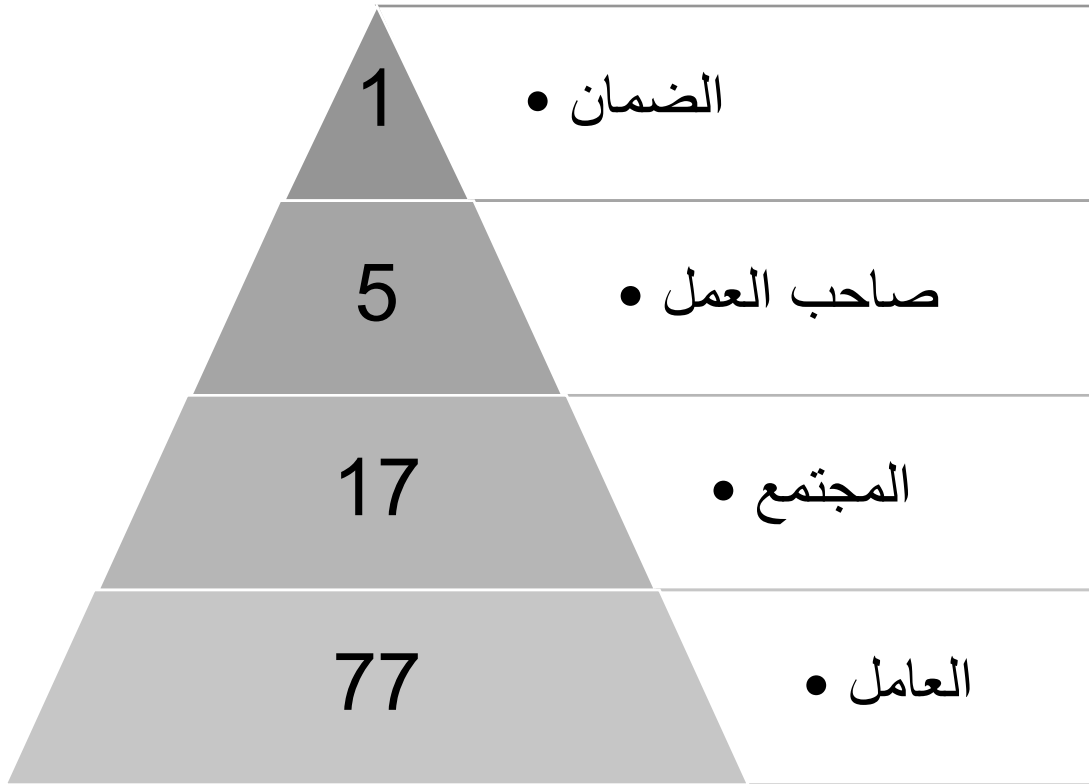 1
الضمان •
5
صاحب العمل •
17
المجتمع •
77
العامل •